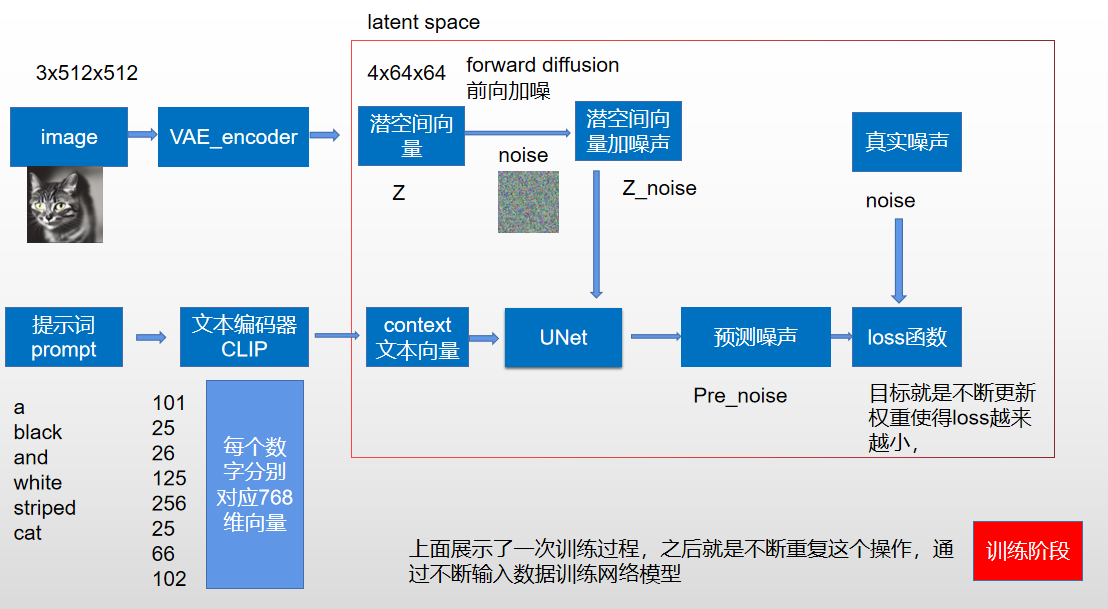 latent space
3x512x512
4x64x64
forward diffusion
前向加噪
image
VAE_encoder
潜空间向
量
潜空间向
量加噪声
真实噪声
noise
Z
Z_noise
noise
提示词
prompt
文本编码器
CLIP
context
文本向量
UNet
预测噪声
loss函数
Pre_noise
目标就是不断更新
权重使得loss越来
越小,
a
black
and
white
striped
cat
101
25
26
125
256
25
66
102
每个数
字分别
对应768
维向量
上面展示了一次训练过程，之后就是不断重复这个操作，通
过不断输入数据训练网络模型
训练阶段